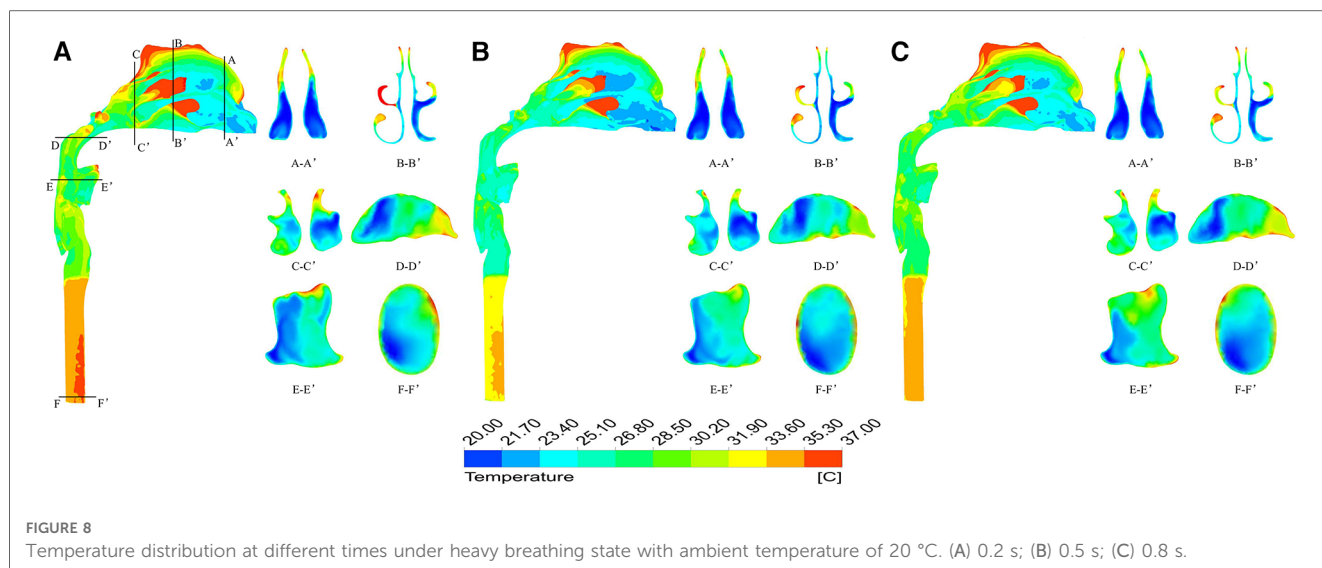 A
B
C
B
A
C
D
D'
C'
B'
A'
E
E'
F
F'
A-A'
B-B'
C-C'
D-D'
E-E'
F-F'
A-A'
B-B'
C-C'
D-D'
E-E'
F-F'
A-A'
B-B'
C-C'
D-D'
E-E'
F-F'
20.00
21.70
23.40
25.10
26.80
28.50
30.20
31.90
33.60
35.30
37.00
Temperature [C]
FIGURE 8
Temperature distribution at different times under heavy breathing state with ambient temperature of 20 °C. (A) 0.2 s; (B) 0.5 s; (C) 0.8 s.